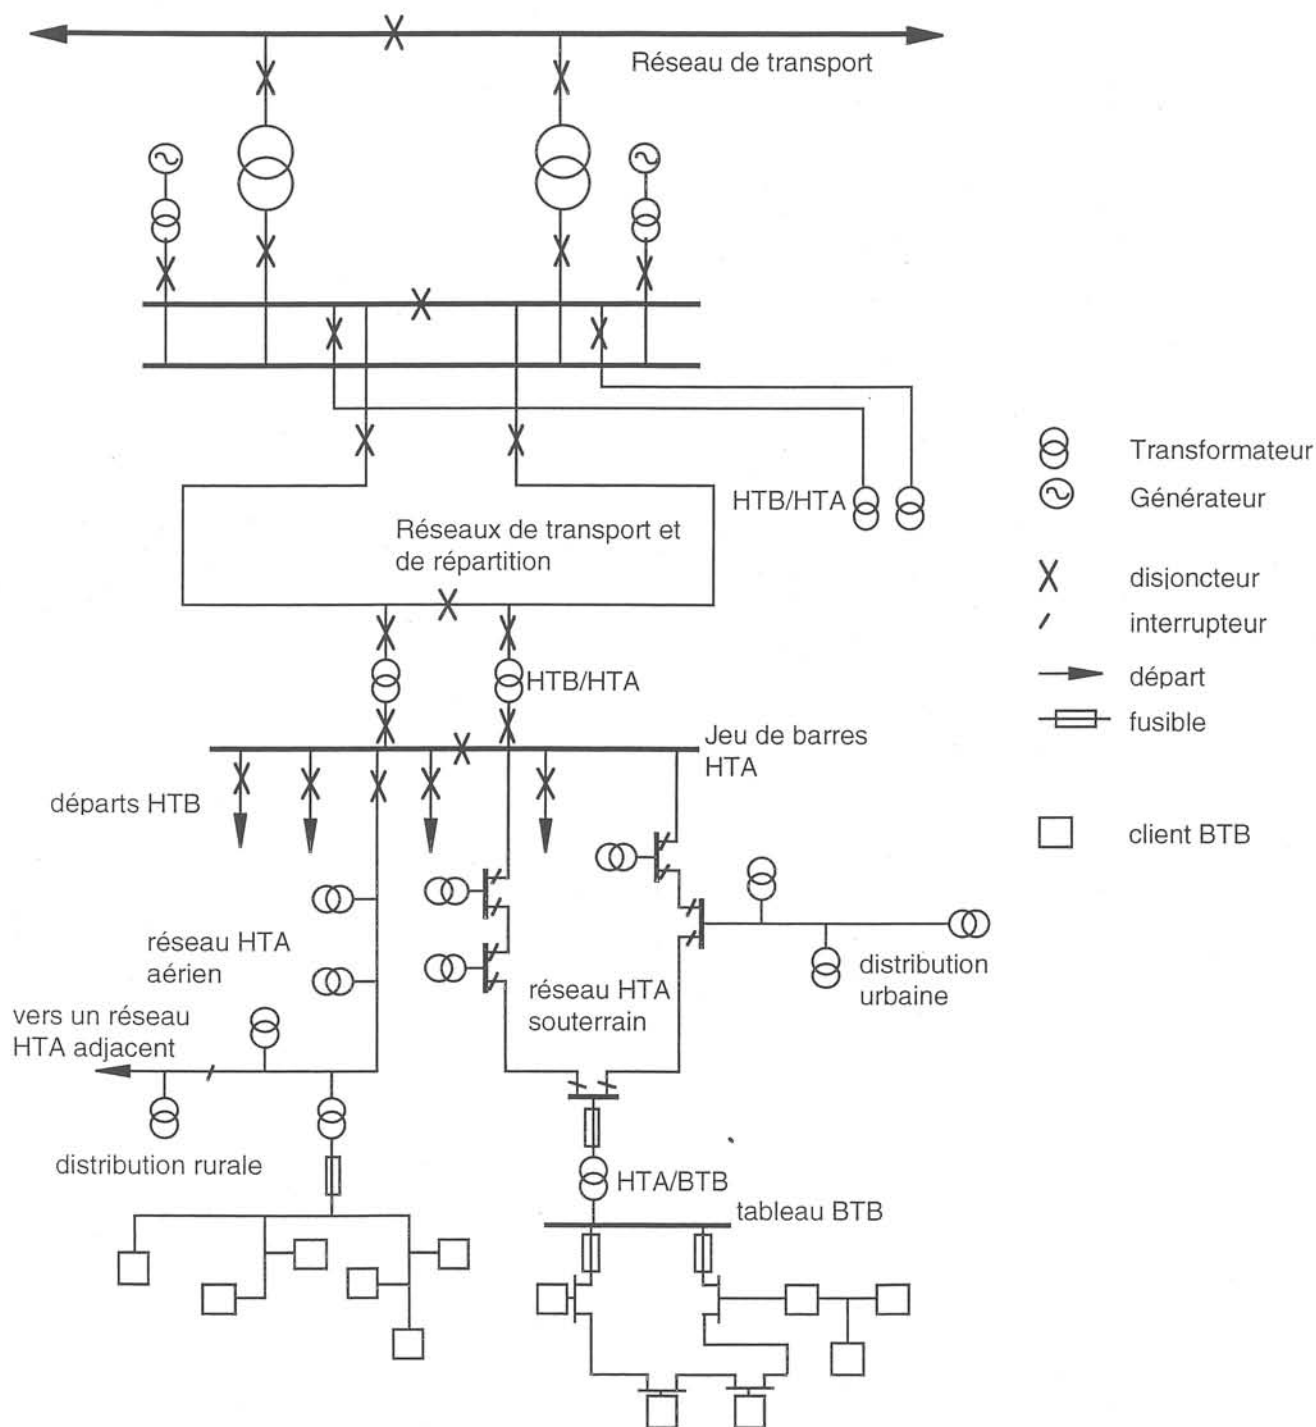 Réseau de transport
HTB/HTA
Réseaux de transport et
de répartition
HTB/HTA
Jeu de barres
HTA
départs HTB
réseau HTA
aérien
vers un réseau
HTA adjacent
réseau HTA
souterrain
distribution
urbaine
distribution rurale
HTA/BTB
tableau BTB
Transformateur
Générateur
disjoncteur
interrupteur
départ
fusible
client BTB